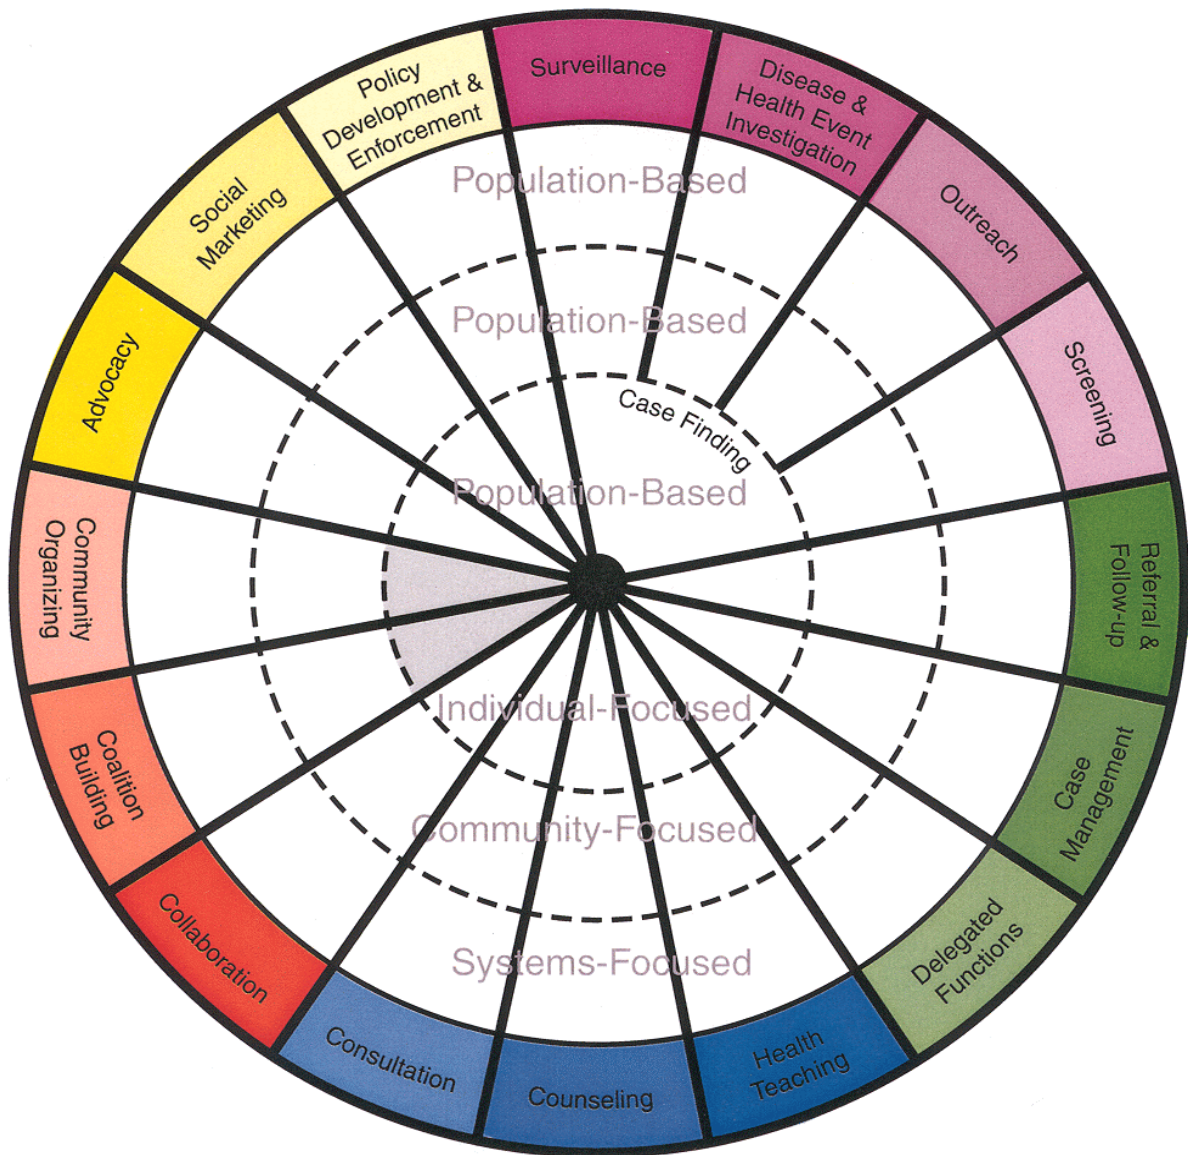 Surveillance
Disease &
Health Event
Investigation
Outreach
Screening
Referral &
Follow-up
Case
Management
Delegated
Functions
Health
Teaching
Counseling
Consultation
Collaboration
Coalition
Building
Community
Organizing
Advocacy
Social
Marketing
Policy
Development &
Enforcement
Population-Based
Population-Based
Case Finding
Population-Based
Individual-Focused
Community-Focused
Systems-Focused